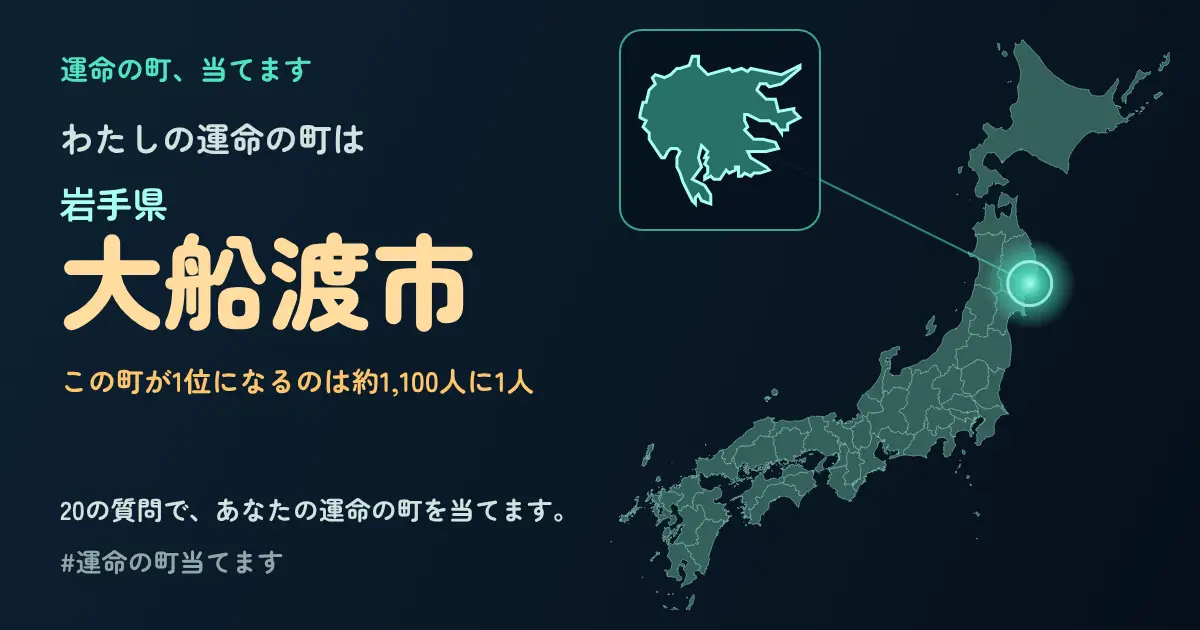 運命の町、当てます
わたしの運命の町は
岩手県
大船渡市
この町が1位になるのは約1,100人に1人
20の質問で、あなたの運命の町を当てます。
#運命の町当てます